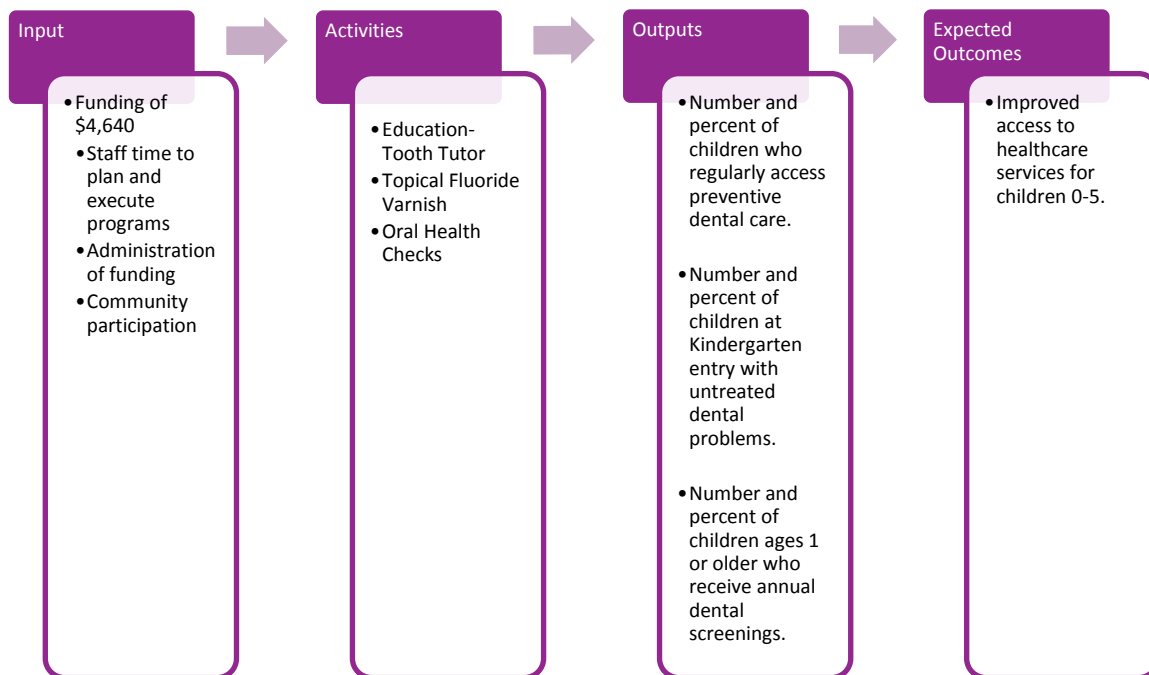 Input
•Funding of
$4,640
•Staff time to
plan and
execute
programs
•Administration
of funding
•Community
participation
Activities
•Education-
Tooth Tutor
•Topical Fluoride
Varnish
•Oral Health
Checks
Outputs
•Number and
percent of
children who
regularly access
preventive
dental care.
•Number and
percent of
children at
Kindergarten
entry with
untreated
dental
problems.
•Number and
percent of
children ages 1
or older who
receive annual
dental
screenings.
Expected
Outcomes
•Improved
access to
healthcare
services for
children 0-5.